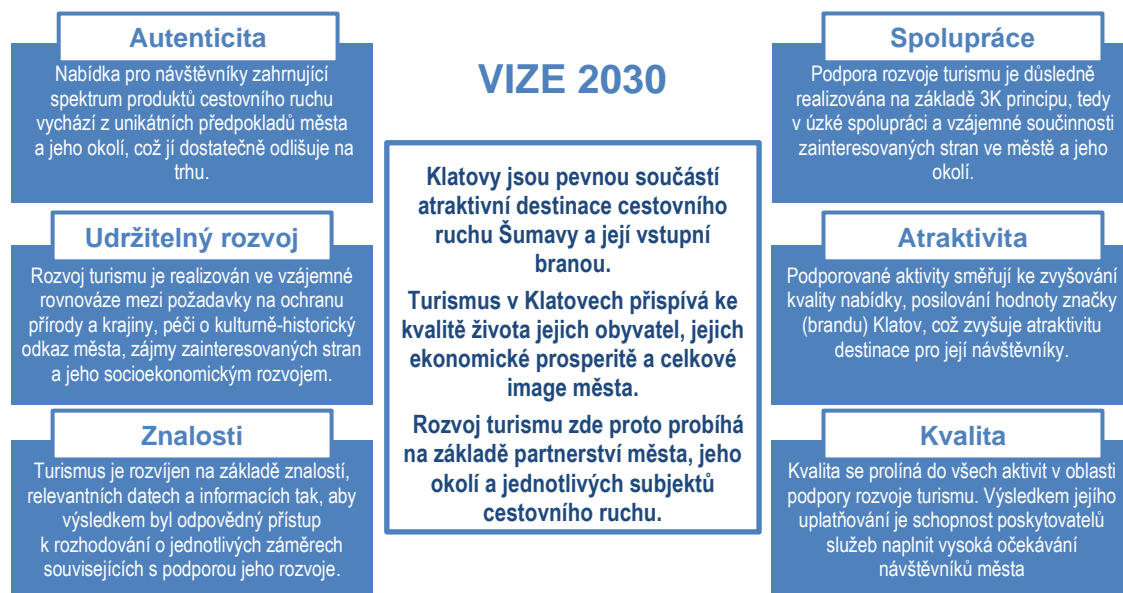 Autenticita
Nabídka pro návštěvníky zahrnující
spektrum produktů cestovního ruchu
vychází z unikátních předpokladů města
a jeho okolí, což jí dostatečně odlišuje na
trhu.
Udržitelný rozvoj
Rozvoj turismu je realizován ve vzájemné
rovnováze mezi požadavky na ochranu
přírody a krajiny, péči o kulturně-historický
odkaz města, zájmy zainteresovaných stran
a jeho socioekonomickým rozvojem.
Znalosti
Turismus je rozvíjen na základě znalostí,
relevantních datech a informacích tak, aby
výsledkem byl odpovědný přístup
k rozhodování o jednotlivých záměrech
souvisejících s podporou jeho rozvoje.
VIZE 2030
Klatovy jsou pevnou součástí
atraktivní destinace cestovního
ruchu Šumavy a její vstupní
branou.
Turismus v Klatovech přispívá ke
kvalitě života jejich obyvatel, jejich
ekonomické prosperitě a celkové
image města.
Rozvoj turismu zde proto probíhá
na základě partnerství města, jeho
okolí a jednotlivých subjektů
cestovního ruchu.
Spolupráce
Podpora rozvoje turismu je důsledně
realizována na základě 3K principu, tedy
v úzké spolupráci a vzájemné součinnosti
zainteresovaných stran ve městě a jeho
okolí.
Atraktivita
Podporované aktivity směřují ke zvyšování
kvality nabídky, posilování hodnoty značky
(brandu) Klatov, což zvyšuje atraktivitu
destinace pro její návštěvníky.
Kvalita
Kvalita se prolíná do všech aktivit v oblasti
podpory rozvoje turismu. Výsledkem jejího
uplatňování je schopnost poskytovatelů
služeb naplnit vysoká očekávání
návštěvníků města